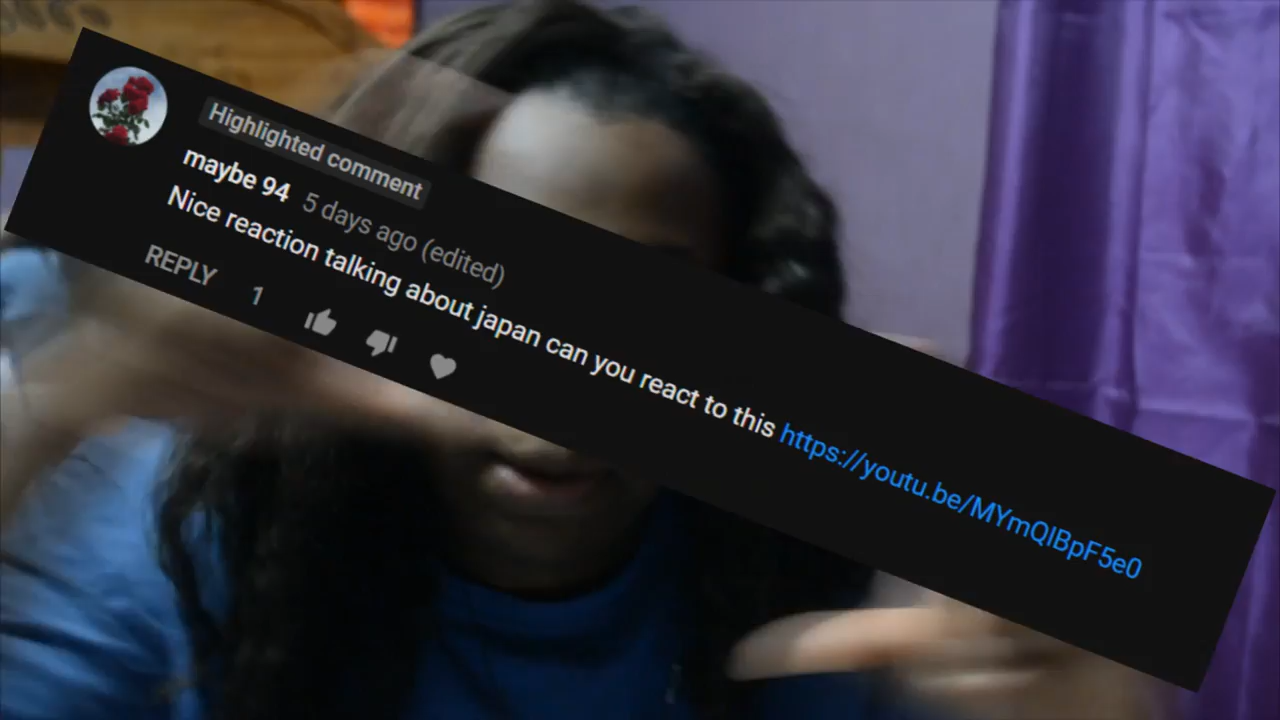 Highlighted comment
maybe 94 5 days ago (edited)
Nice reaction talking about japan can you react to this https://youtu.be/MYmQIBpF5e0
REPLY 1